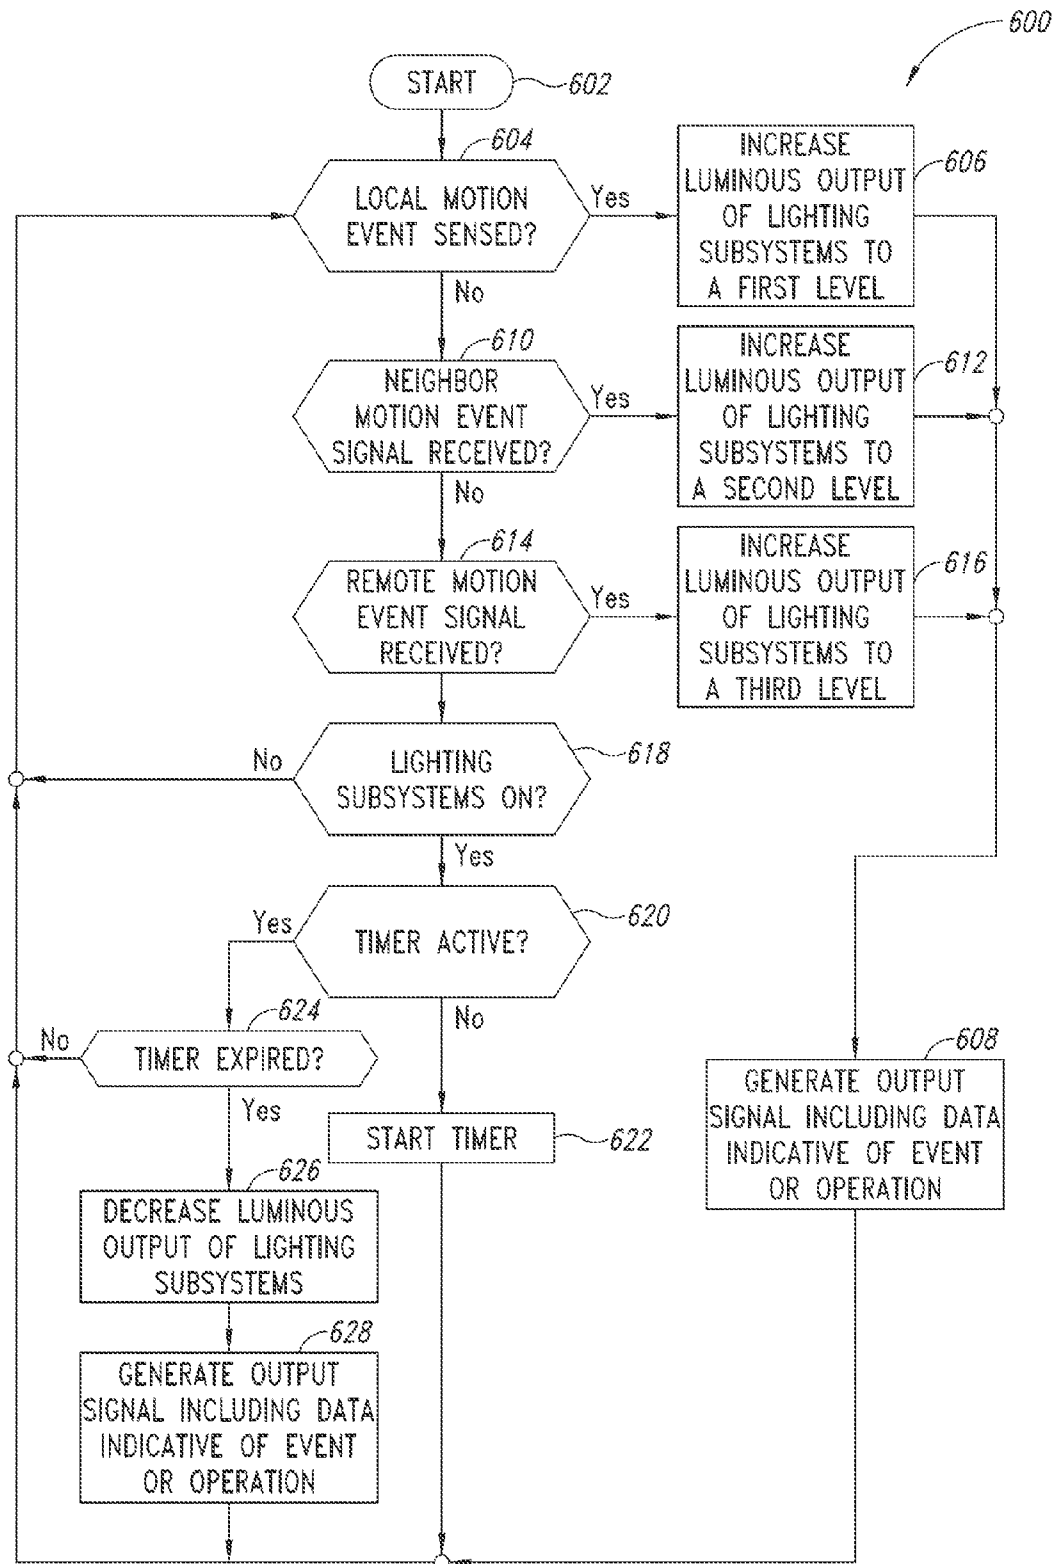 600
START
602
604
LOCAL MOTION
EVENT SENSED?
Yes
INCREASE
LUMINOUS OUTPUT
OF LIGHTING
SUBSYSTEMS TO
A FIRST LEVEL
606
No
610
NEIGHBOR
MOTION EVENT
SIGNAL RECEIVED?
Yes
INCREASE
LUMINOUS OUTPUT
OF LIGHTING
SUBSYSTEMS TO
A SECOND LEVEL
612
No
614
REMOTE MOTION
EVENT SIGNAL
RECEIVED?
Yes
INCREASE
LUMINOUS OUTPUT
OF LIGHTING
SUBSYSTEMS TO
A THIRD LEVEL
616
LIGHTING
SUBSYSTEMS ON?
618
No
Yes
TIMER ACTIVE?
620
Yes
No
624
TIMER EXPIRED?
No
Yes
START TIMER
622
608
GENERATE OUTPUT
SIGNAL INCLUDING DATA
INDICATIVE OF EVENT
OR OPERATION
626
DECREASE LUMINOUS
OUTPUT OF LIGHTING
SUBSYSTEMS
628
GENERATE OUTPUT
SIGNAL INCLUDING DATA
INDICATIVE OF EVENT
OR OPERATION